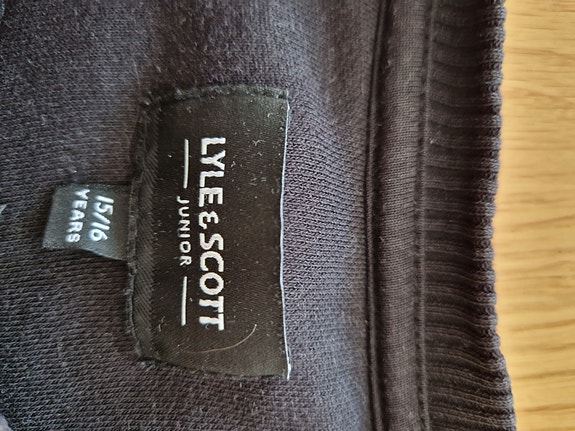 LYLE & SCOTT
JUNIOR
15/16
YEARS